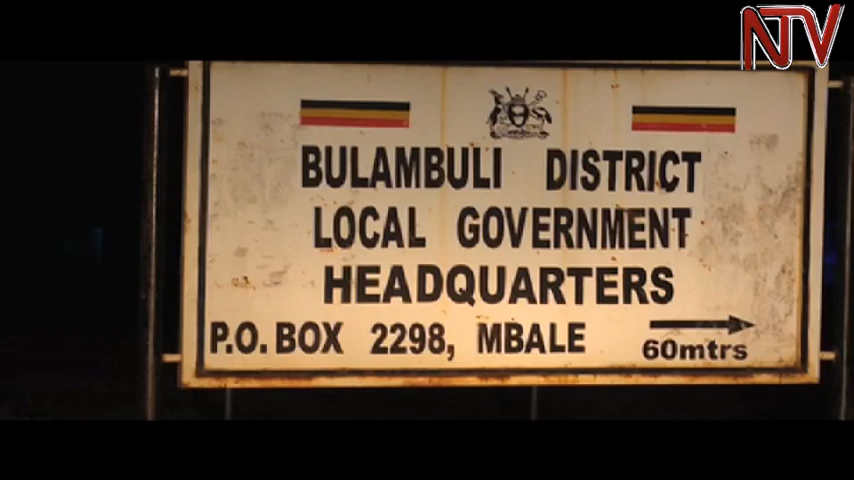 NTV
BULAMBULI DISTRICT
LOCAL GOVERNMENT
HEADQUARTERS
P.O. BOX 2298, MBALE
60mtrs